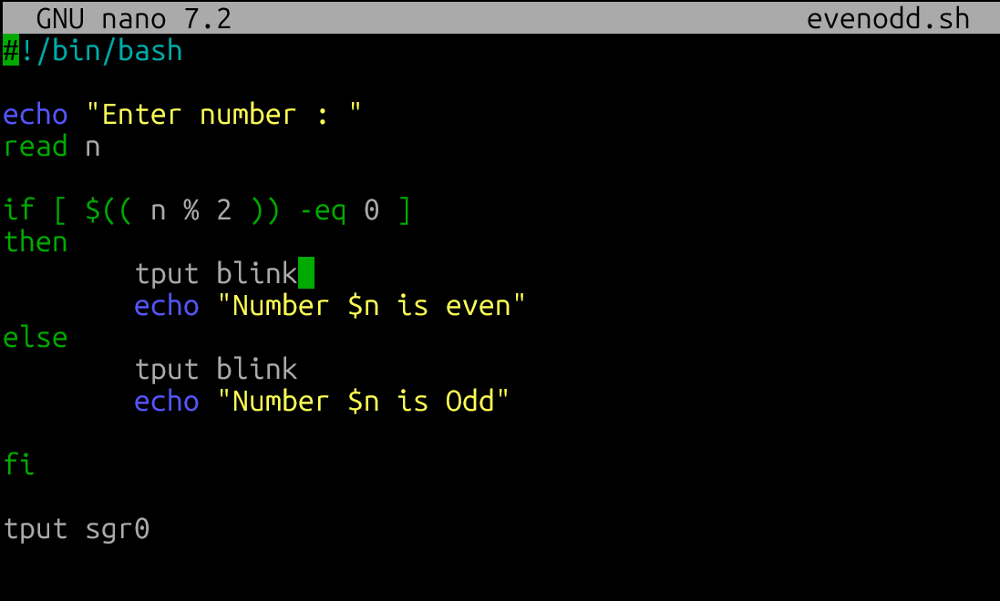 GNU nano 7.2 evenodd.sh
#!/bin/bash
echo "Enter number : "
read n
if [ $(( n % 2 )) -eq 0 ]
then
tput blink
echo "Number $n is even"
else
tput blink
echo "Number $n is Odd"
fi
tput sgr0